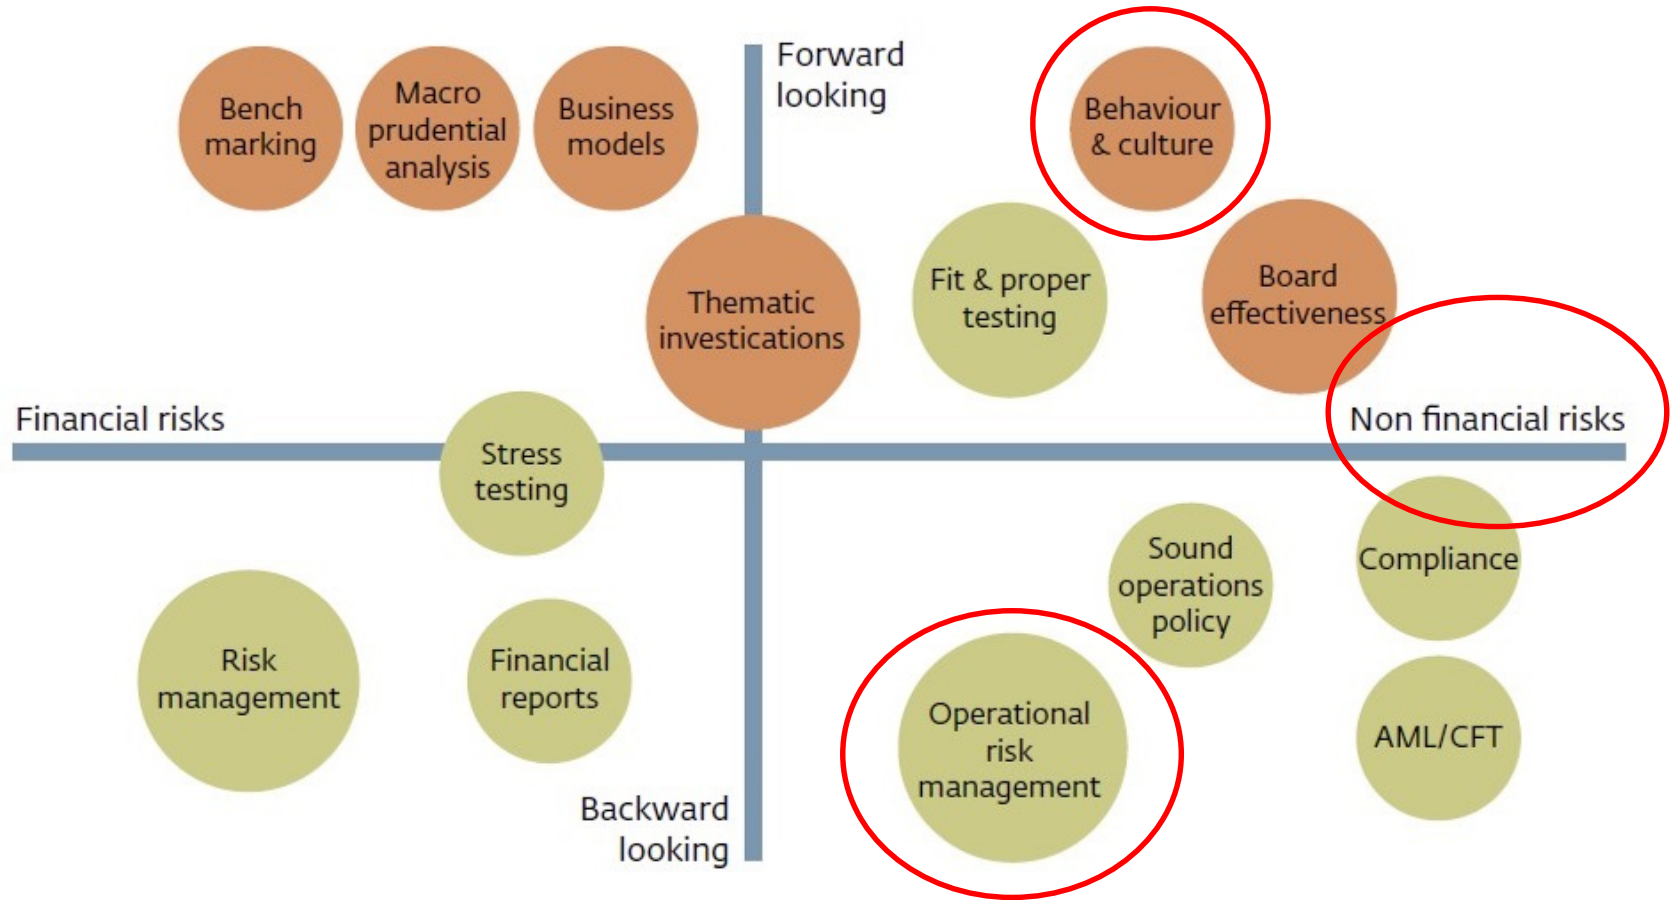 Forward
looking
Bench
marking
Macro
prudential
analysis
Business
models
Behaviour
& culture
Thematic
investications
Fit & proper
testing
Board
effectiveness
Financial risks
Non financial risks
Stress
testing
Sound
operations
policy
Compliance
Risk
management
Financial
reports
Operational
risk
management
AML/CFT
Backward
looking